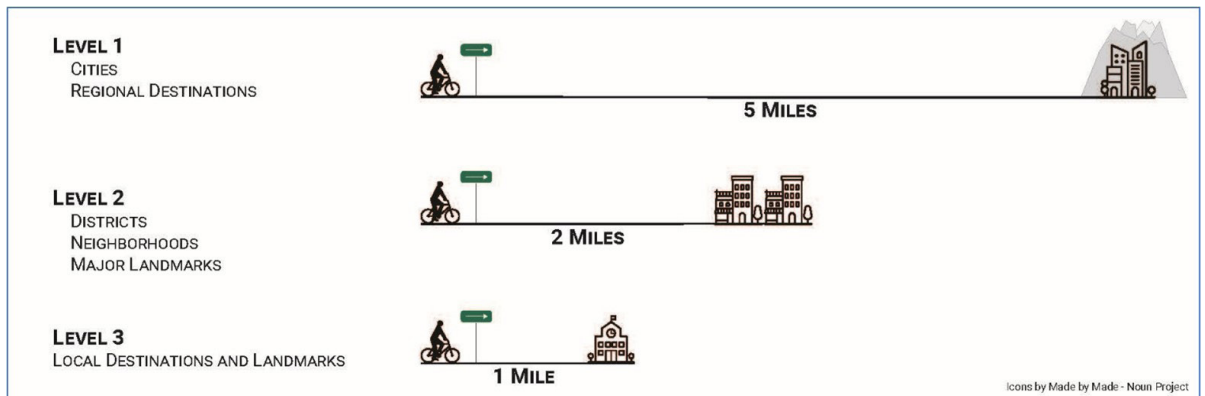 LEVEL 1
CITIES
REGIONAL DESTINATIONS
5 MILES
LEVEL 2
DISTRICTS
NEIGHBORHOODS
MAJOR LANDMARKS
2 MILES
LEVEL 3
LOCAL DESTINATIONS AND LANDMARKS
1 MILE
Icons by Made by Made - Noun Project